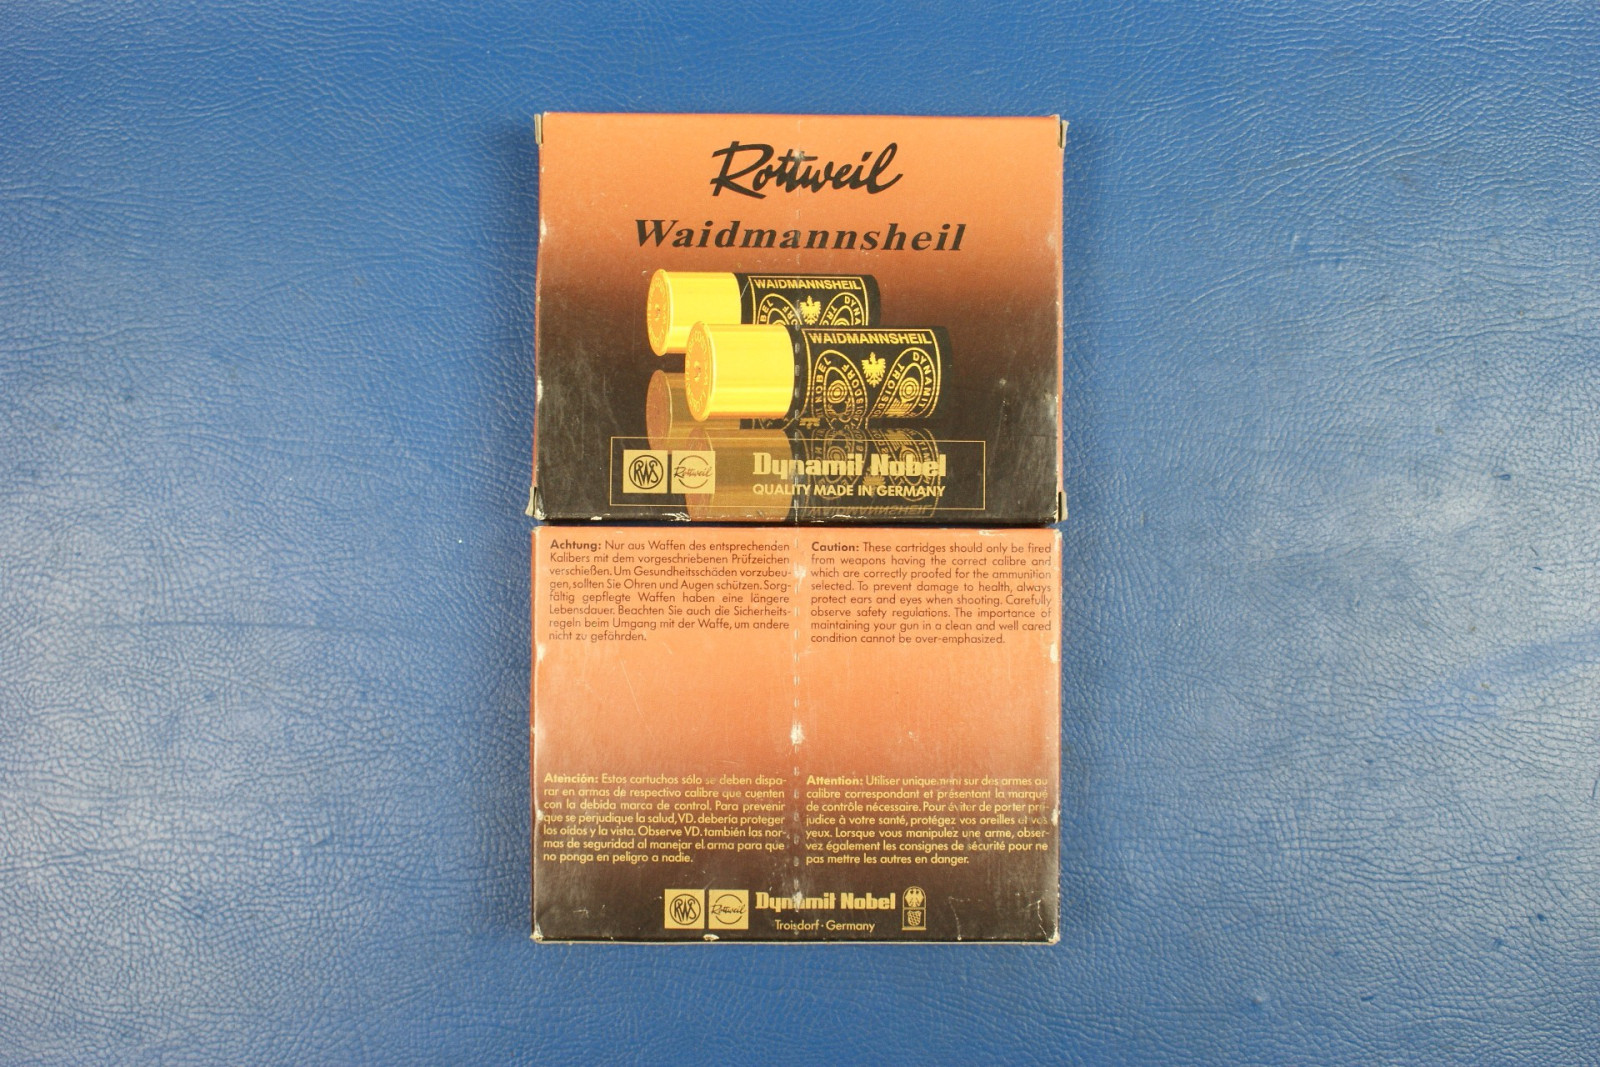 Rottweil
Waidmannsheil
WAIDMANNSHEIL
WAIDMANNSHEIL
DYNAMIT
NOBEL
TROISDORF
RWS
Rottweil
Dynamit Nobel
QUALITY MADE IN GERMANY
Achtung: Nur aus Waffen des entsprechenden
Kalibers mit dem vorgeschriebenen Prüfzeichen
verschießen. Um Gesundheitsschäden vorzubeu-
gen, sollten Sie Ohren und Augen schützen. Sorg-
fältig gepflegte Waffen haben eine längere
Lebensdauer. Beachten Sie auch die Sicherheits-
regeln beim Umgang mit der Waffe, um andere
nicht zu gefährden.
Caution: These cartridges should only be fired
from weapons having the correct calibre and
which are correctly proofed for the ammunition
selected. To prevent damage to health, always
protect ears and eyes when shooting. Carefully
observe safety regulations. The importance of
maintaining your gun in a clean and well cared
condition cannot be over-emphasized.
Atención: Estos cartuchos sólo se deben dispa-
rar en armas de respectivo calibre que cuenten
con la debida marca de control. Para prevenir
que se perjudique la salud, VD. debería proteger
los oídos y la vista. Observe VD. también las nor-
mas de seguridad al manejar el arma para que
no ponga en peligro a nadie.
Attention: Utiliser uniquement sur des armes au
calibre correspondant et présentant la marque
de contrôle nécessaire. Pour éviter de porter pré-
judice à votre santé, protégez vos oreilles et vos
yeux. Lorsque vous manipulez une arme, obser-
vez également les consignes de sécurité pour ne
pas mettre les autres en danger.
RWS
Rottweil
Dynamit Nobel
Troisdorf · Germany